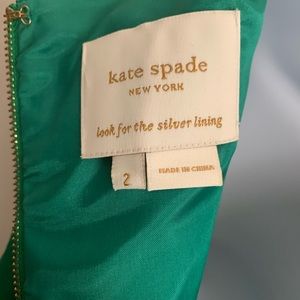 kate spade
NEW YORK
look for the silver lining
2
MADE IN CHINA